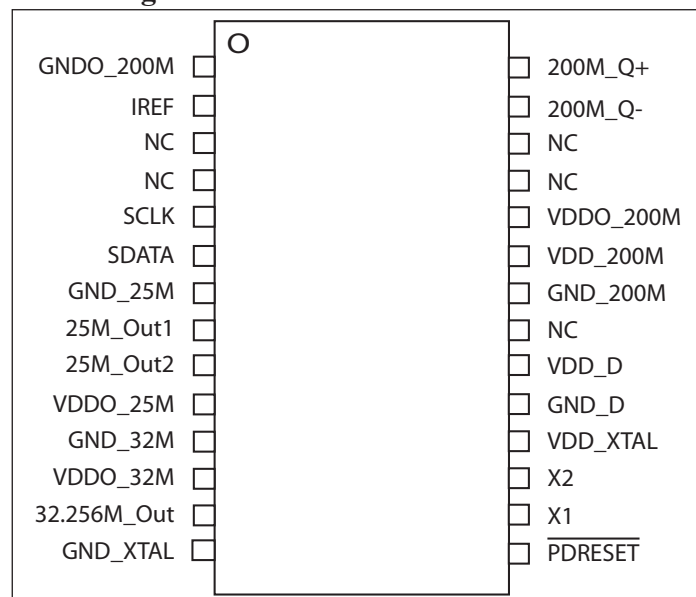 GNDO_200M
IREF
NC
NC
SCLK
SDATA
GND_25M
25M_Out1
25M_Out2
VDDO_25M
GND_32M
VDDO_32M
32.256M_Out
GND_XTAL
200M_Q+
200M_Q-
NC
NC
VDDO_200M
VDD_200M
GND_200M
NC
VDD_D
GND_D
VDD_XTAL
X2
X1
PDRESET